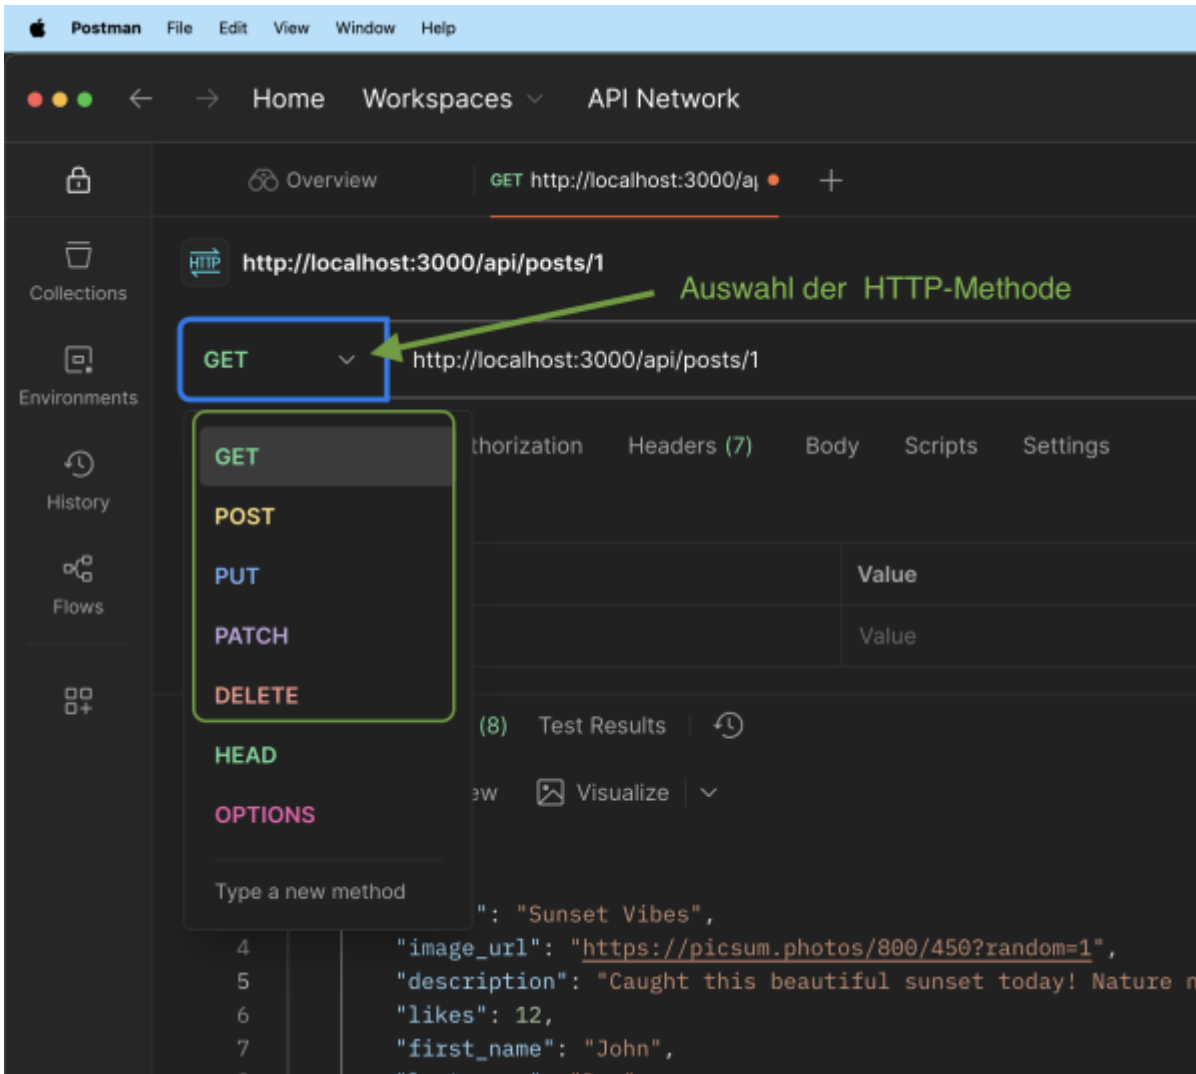 Postman File Edit View Window Help
Home Workspaces API Network
Overview GET http://localhost:3000/a
HTTP http://localhost:3000/api/posts/1
Auswahl der HTTP-Methode
Collections
GET http://localhost:3000/api/posts/1
Environments
GET thorization Headers (7) Body Scripts Settings
History
POST
PUT Value
Flows
PATCH Value
DELETE
(8) Test Results
HEAD
Visualize
OPTIONS
Type a new method
": "Sunset Vibes",
4 "image_url": "https://picsum.photos/800/450?random=1",
5 "description": "Caught this beautiful sunset today! Nature
6 "likes": 12,
7 "first_name": "John",